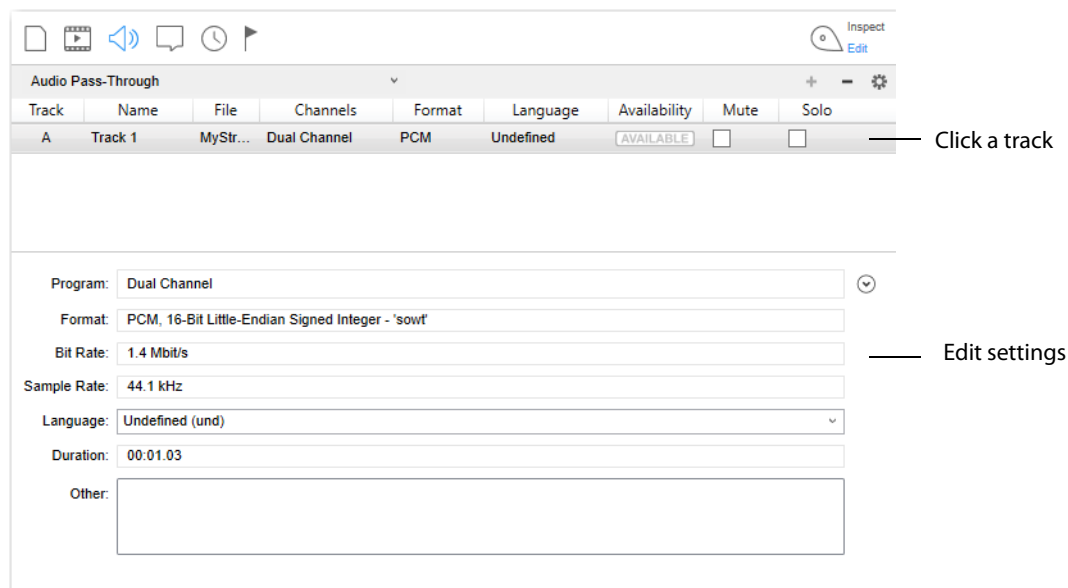 Inspect
Edit
Audio Pass-Through
Track Name File Channels Format Language Availability Mute Solo
A Track 1 MyStr... Dual Channel PCM Undefined AVAILABLE
Click a track
Program: Dual Channel
Format: PCM, 16-Bit Little-Endian Signed Integer - 'sowt'
Bit Rate: 1.4 Mbit/s
Edit settings
Sample Rate: 44.1 kHz
Language: Undefined (und)
Duration: 00:01.03
Other: